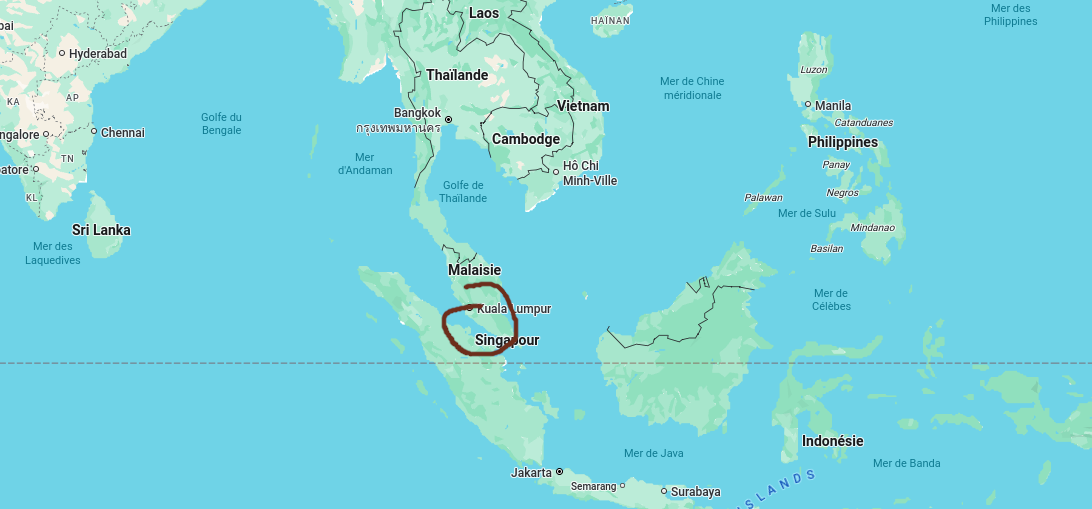 Laos
HAÏNAN
Mer des
Philippines
Hyderabad
Thaïlande
Luzon
Mer de Chine
méridionale
KA
AP
Vietnam
Manila
Bangkok
กรุงเทพมหานคร
Golfe du
Bengale
Catanduanes
Chennai
Cambodge
Philippines
TN
Mer
d'Andaman
Hô Chi
Minh-Ville
Panay
KL
Golfe de
Thaïlande
Negros
Palawan
Mer de Sulu
Sri Lanka
Mindanao
Mer des
Laquedives
Basilan
Malaisie
Mer de
Célèbes
Kuala Lumpur
Singapour
Indonésie
Mer de Java
Mer de Banda
Jakarta
Semarang
Surabaya
ISLANDS